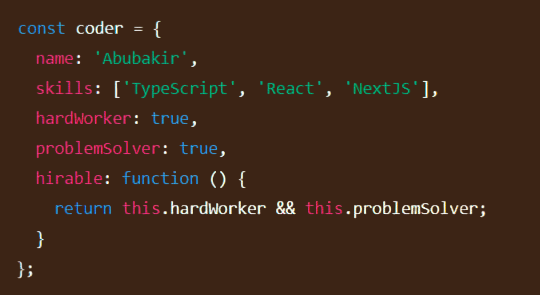 const coder = {
  name: 'Abubakir',
  skills: ['TypeScript', 'React', 'NextJS'],
  hardWorker: true,
  problemSolver: true,
  hirable: function () {
    return this.hardWorker && this.problemSolver;
  }
};